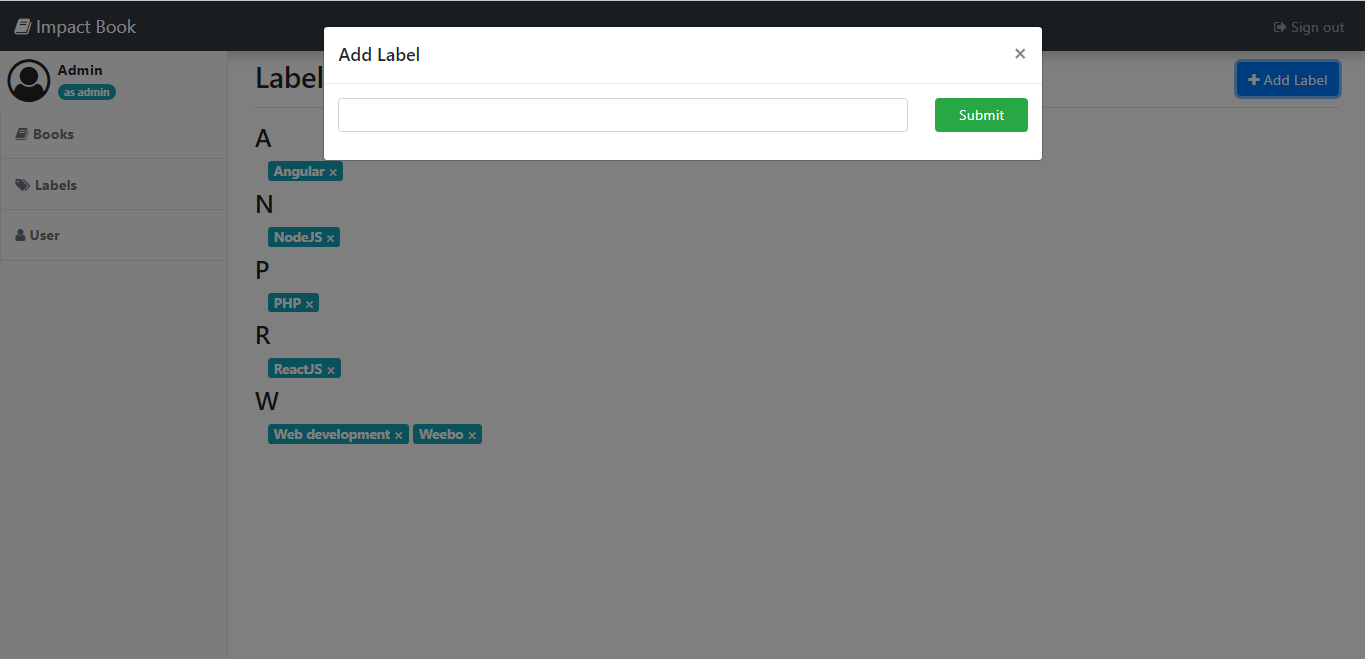 Impact Book
Sign out
Add Label ×
Submit
Admin
as admin
Books
Labels
User
Label
Add Label
A
Angular ×
N
NodeJS ×
P
PHP ×
R
ReactJS ×
W
Web development × Weebo ×